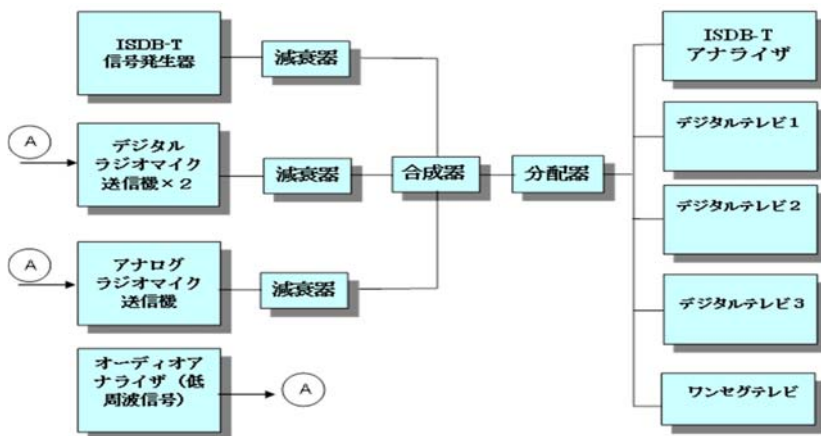 ISDB-T
信号発生器
減衰器
ISDB-T
アナライザ
A
デジタル
ラジオマイク
送信機×2
減衰器
合成器
分配器
デジタルテレビ1
デジタルテレビ2
A
アナログ
ラジオマイク
送信機
減衰器
デジタルテレビ3
オーディオア
ナライザ（低
周波信号）
A
ワンセグテレビ